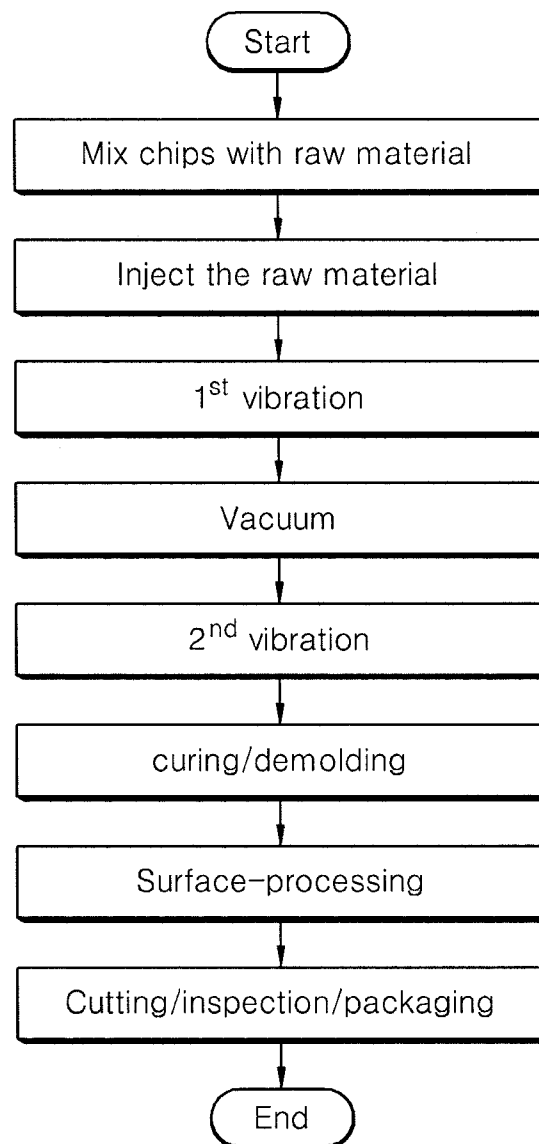 Start
Mix chips with raw material
Inject the raw material
1st vibration
Vacuum
2nd vibration
curing/demolding
Surface-processing
Cutting/inspection/packaging
End